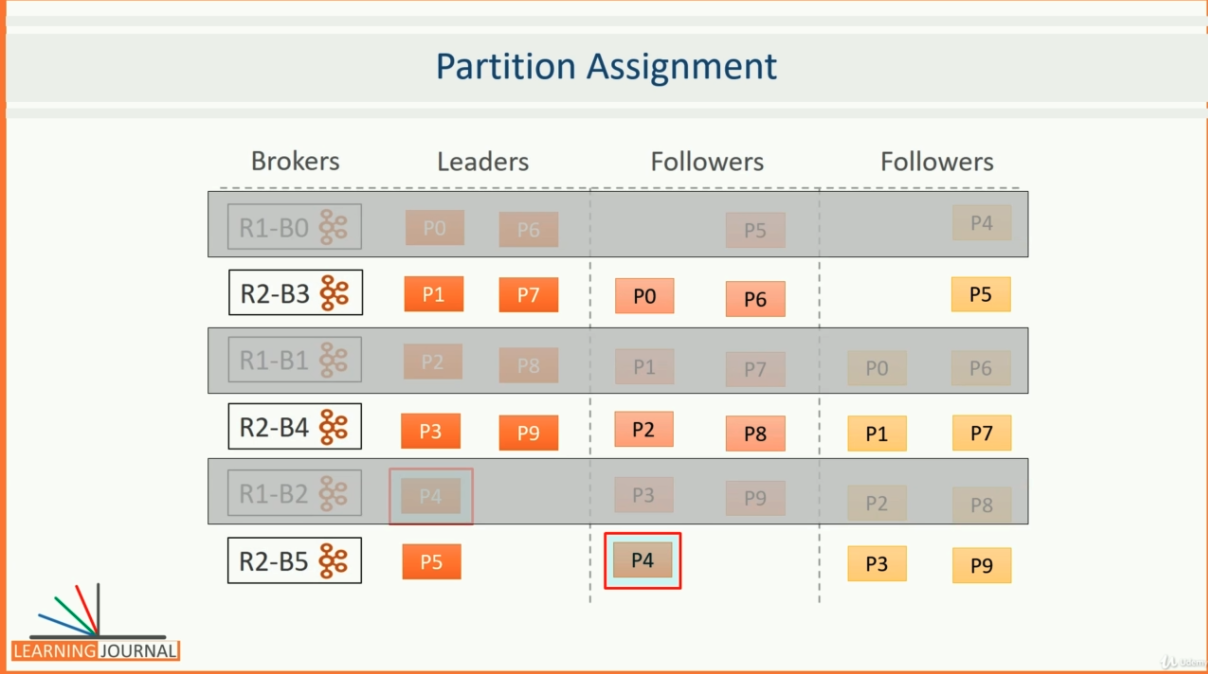 Partition Assignment
Brokers Leaders Followers Followers
R1-B0 P0 P6 P5 P4
R2-B3 P1 P7 P0 P6 P5
R1-B1 P2 P8 P1 P7 P0 P6
R2-B4 P3 P9 P2 P8 P1 P7
R1-B2 P4 P3 P9 P2 P8
R2-B5 P5 P4 P3 P9
LEARNING JOURNAL
Udemy